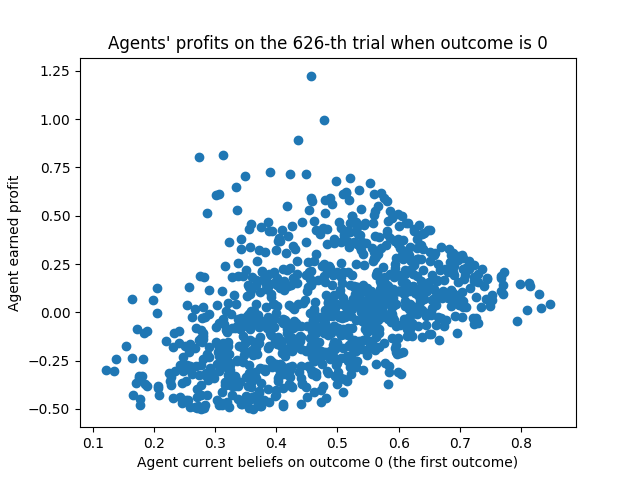 Agents' profits on the 626-th trial when outcome is 0
1.25
1.00
0.75
0.50
0.25
0.00
−0.25
−0.50
Agent earned profit
0.1 0.2 0.3 0.4 0.5 0.6 0.7 0.8
Agent current beliefs on outcome 0 (the first outcome)